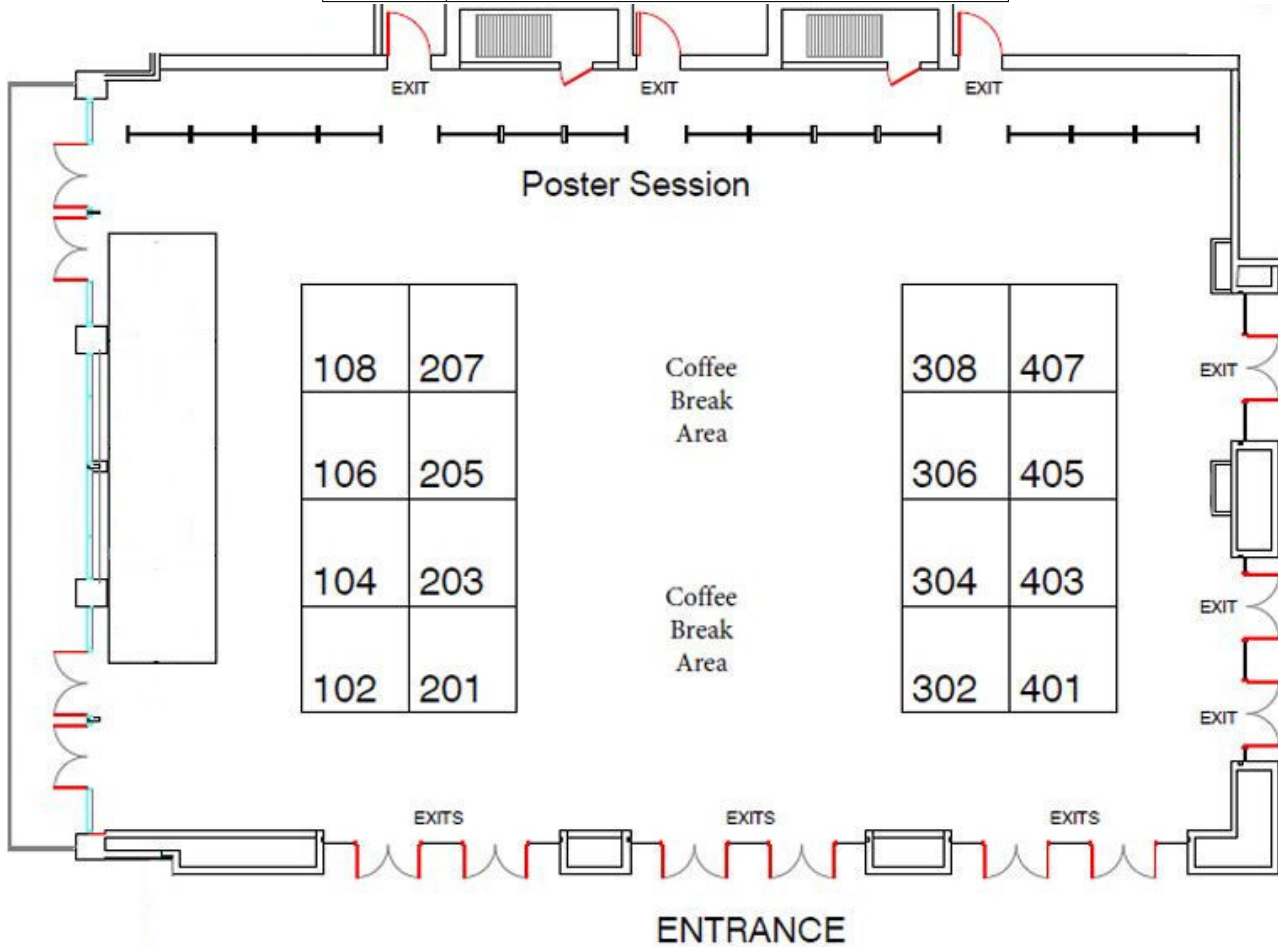 EXIT EXIT EXIT
Poster Session
108 207 Coffee 308 407 EXIT
Break
Area
106 205 306 405
104 203 Coffee 304 403 EXIT
Break
Area
102 201 302 401 EXIT
EXITS EXITS EXITS
ENTRANCE